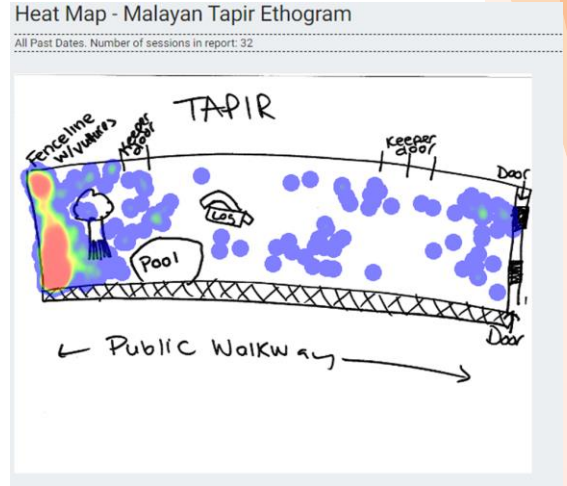 Heat Map - Malayan Tapir Ethogram
All Past Dates. Number of sessions in report: 32
TAPIR
Fenceline
w/vultures
Keeper
door
Keeper
door
Door
LOG
Pool
Door
Public Walkway